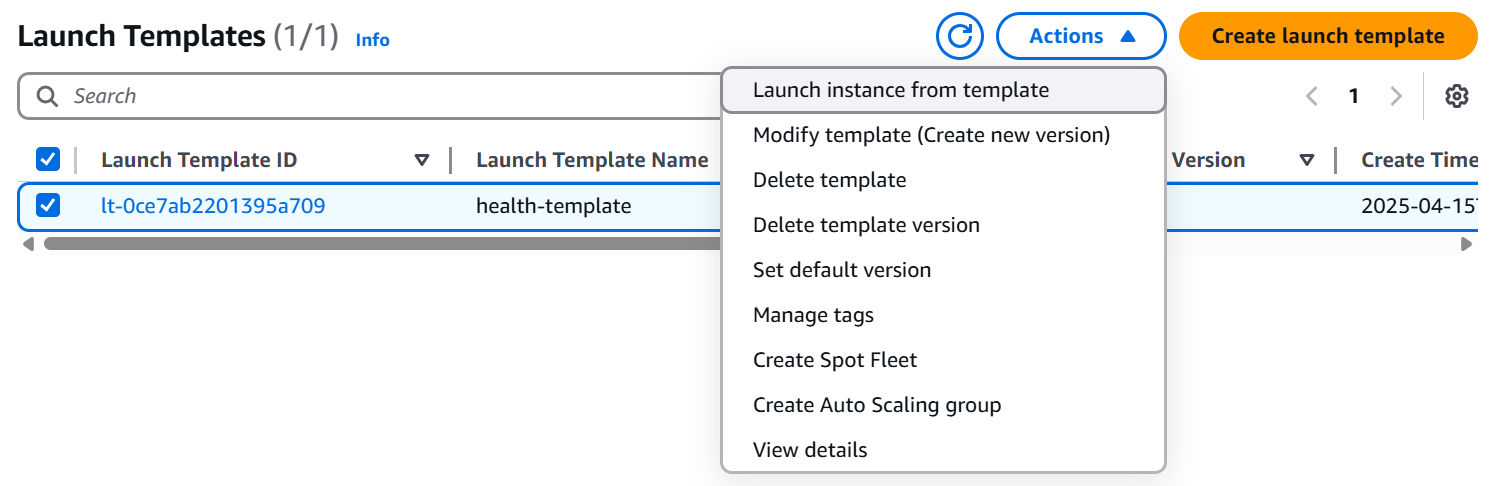 Launch Templates (1/1) Info
Actions
Create launch template
Search
1
Launch Template ID
Launch Template Name
Version
Create Time
lt-0ce7ab2201395a709
health-template
2025-04-15
Launch instance from template
Modify template (Create new version)
Delete template
Delete template version
Set default version
Manage tags
Create Spot Fleet
Create Auto Scaling group
View details